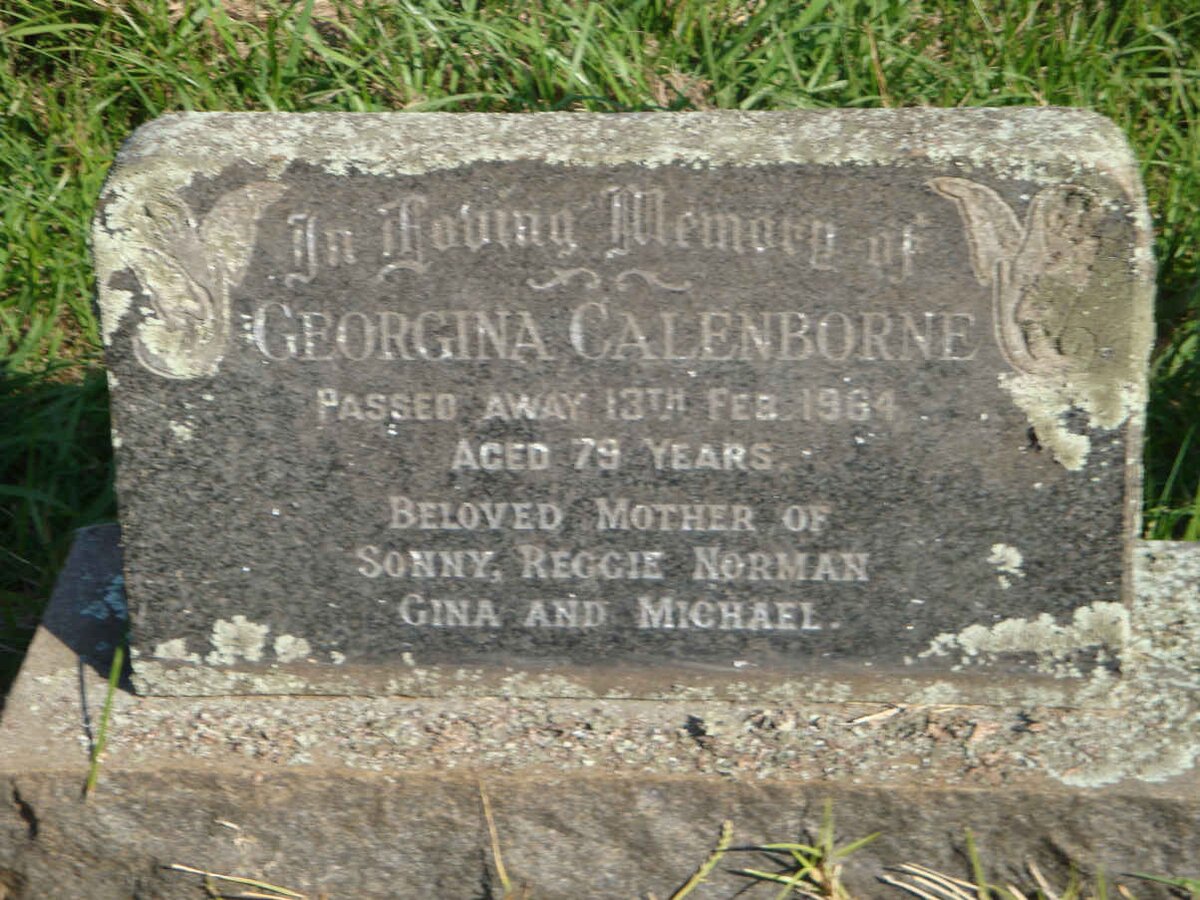 In Loving Memory of
GEORGINA CALENBORNE
PASSED AWAY 13TH FEB. 1964
AGED 79 YEARS.
BELOVED MOTHER OF
SONNY, REGGIE NORMAN
GINA AND MICHAEL.